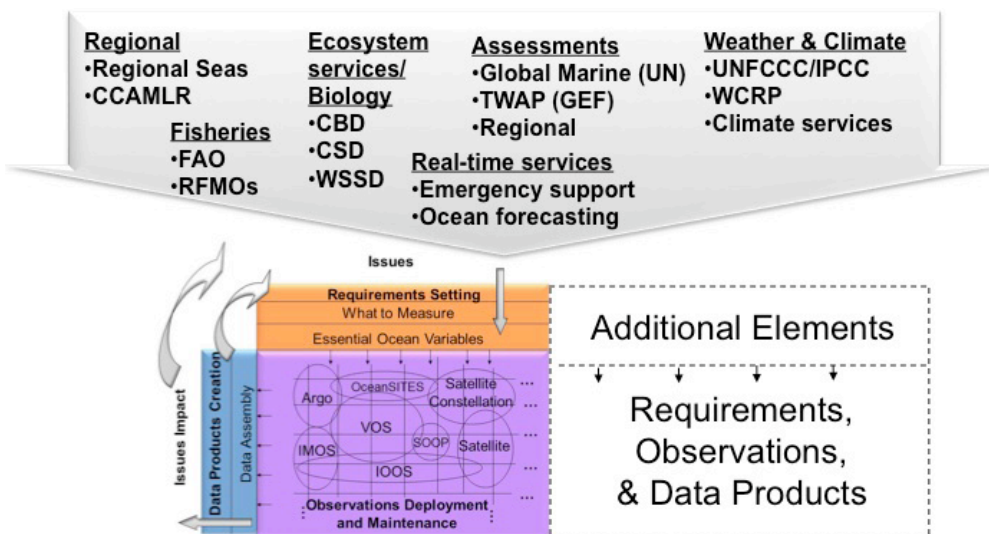 Regional
•Regional Seas
•CCAMLR
Fisheries
•FAO
•RFMOs
Ecosystem
services/
Biology
•CBD
•CSD
•WSSD
Assessments
•Global Marine (UN)
•TWAP (GEF)
•Regional
Real-time services
•Emergency support
•Ocean forecasting
Weather & Climate
•UNFCCC/IPCC
•WCRP
•Climate services
Issues
Requirements Setting
What to Measure
Essential Ocean Variables
Issues Impact
Data Products Creation
Data Assembly
Argo
OceanSITES
Satellite
Constellation
...
VOS
SOOP
Satellite
...
IMOS
IOOS
...
...
Observations Deployment
and Maintenance
Additional Elements
Requirements,
Observations,
& Data Products